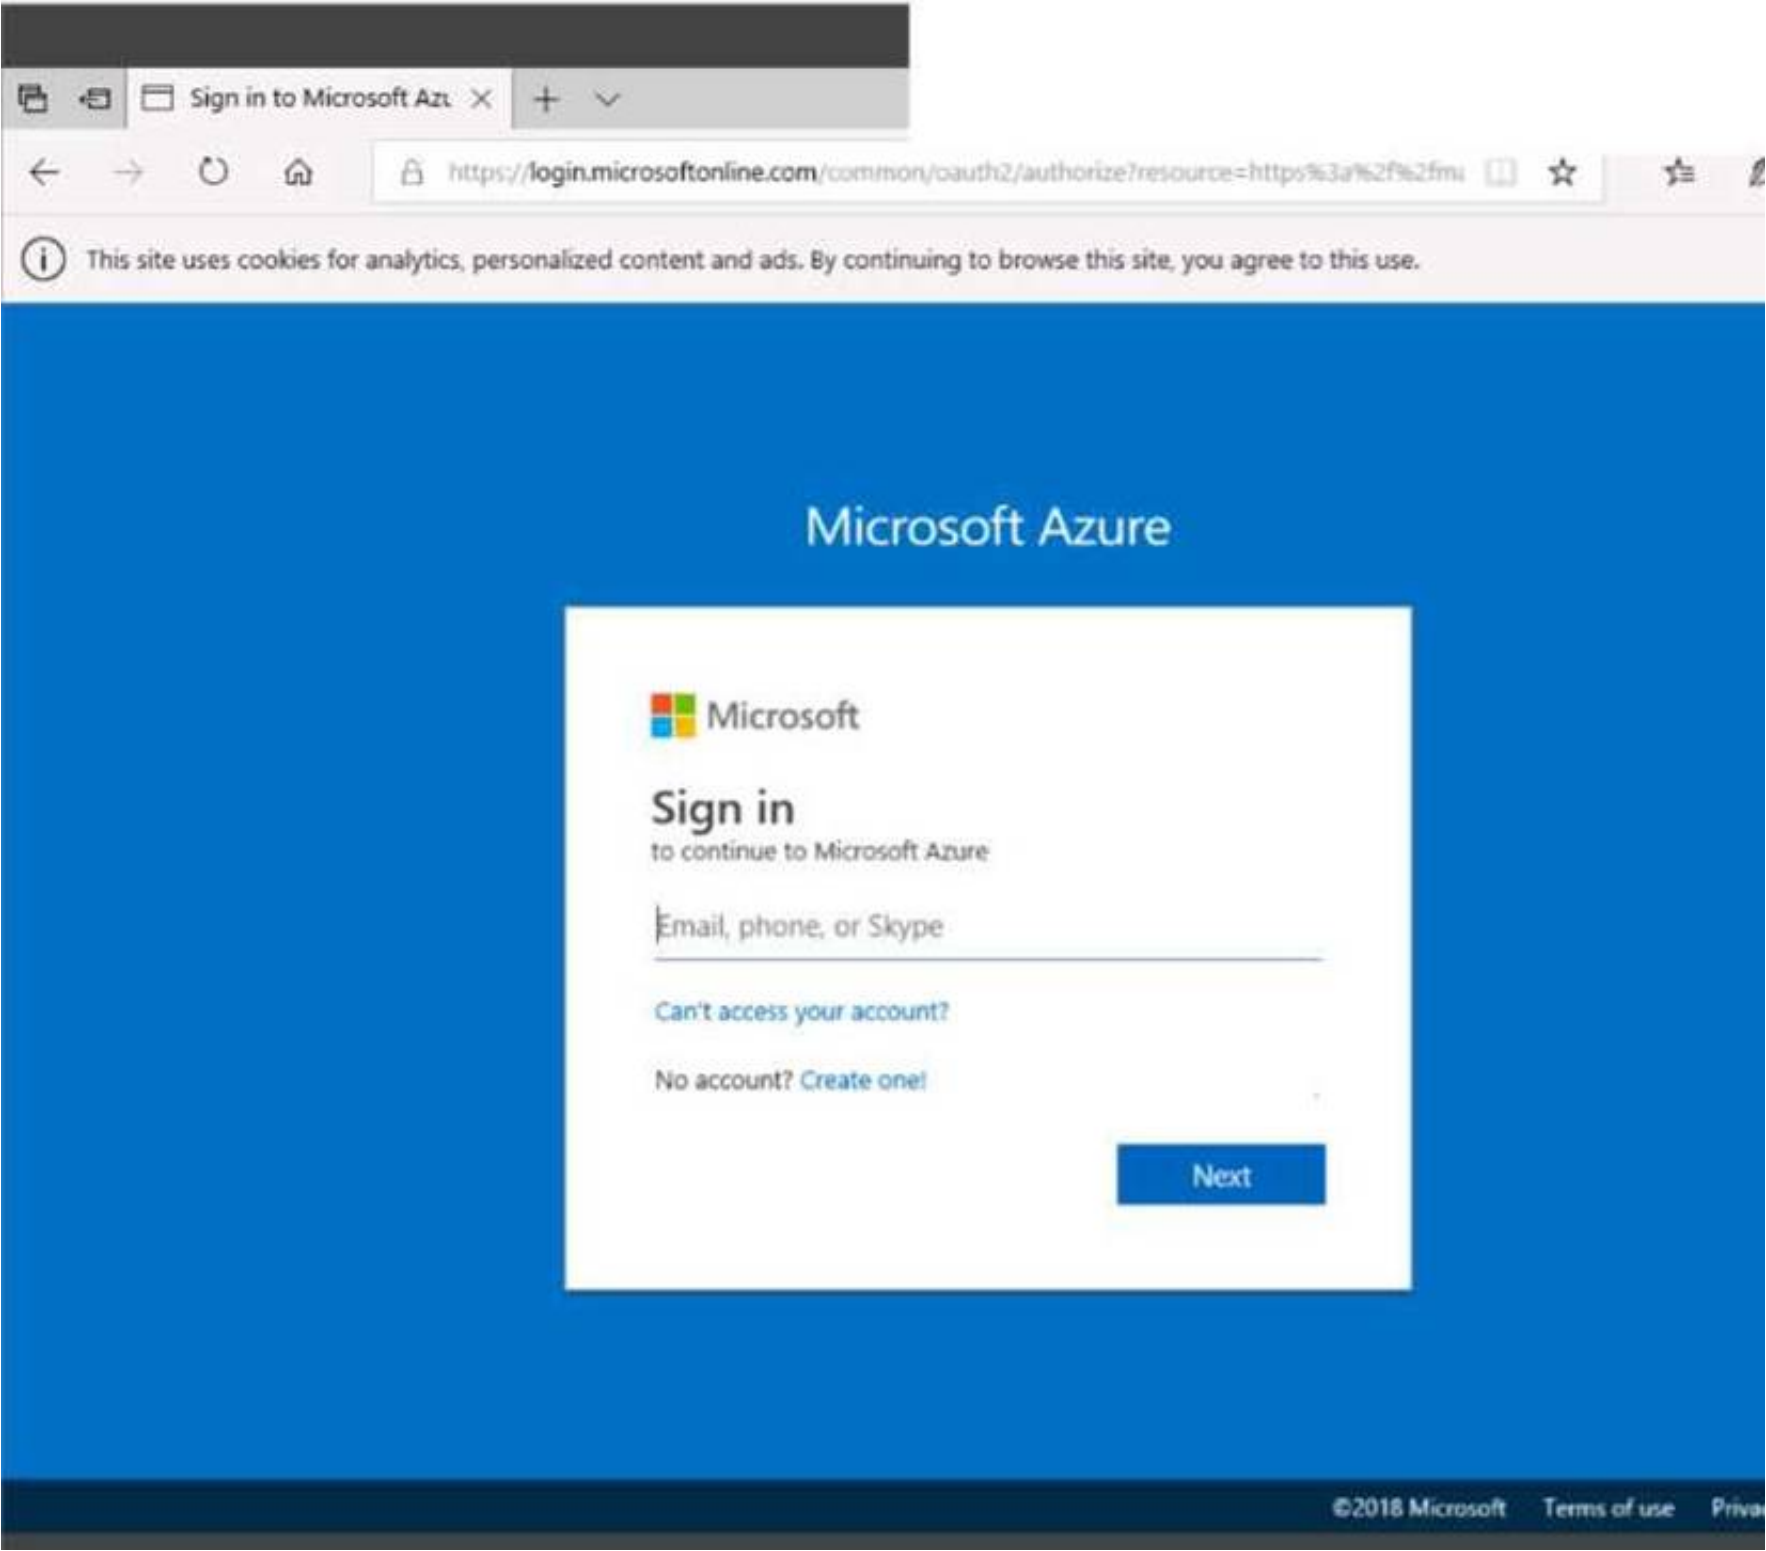 Sign in to Microsoft Azu
https://login.microsoftonline.com/common/oauth2/authorize?resource=https%3a%2f%2fma
This site uses cookies for analytics, personalized content and ads. By continuing to browse this site, you agree to this use.
Microsoft Azure
Microsoft
Sign in
to continue to Microsoft Azure
Email, phone, or Skype
Can't access your account?
No account? Create one!
Next
©2018 Microsoft Terms of use Priva